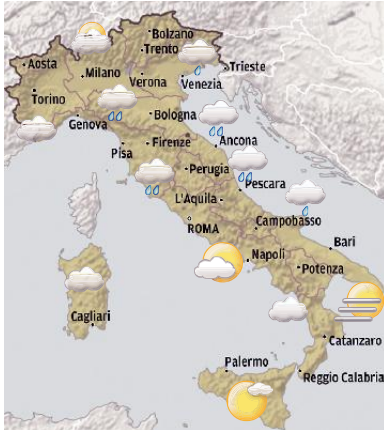 Bolzano
Trento
Aosta
Milano
Trieste
Verona
Venezia
Torino
Genova
Bologna
Firenze
Ancona
Pisa
Perugia
Pescara
L'Aquila
ROMA
Campobasso
Bari
Napoli
Potenza
Cagliari
Catanzaro
Palermo
Reggio Calabria